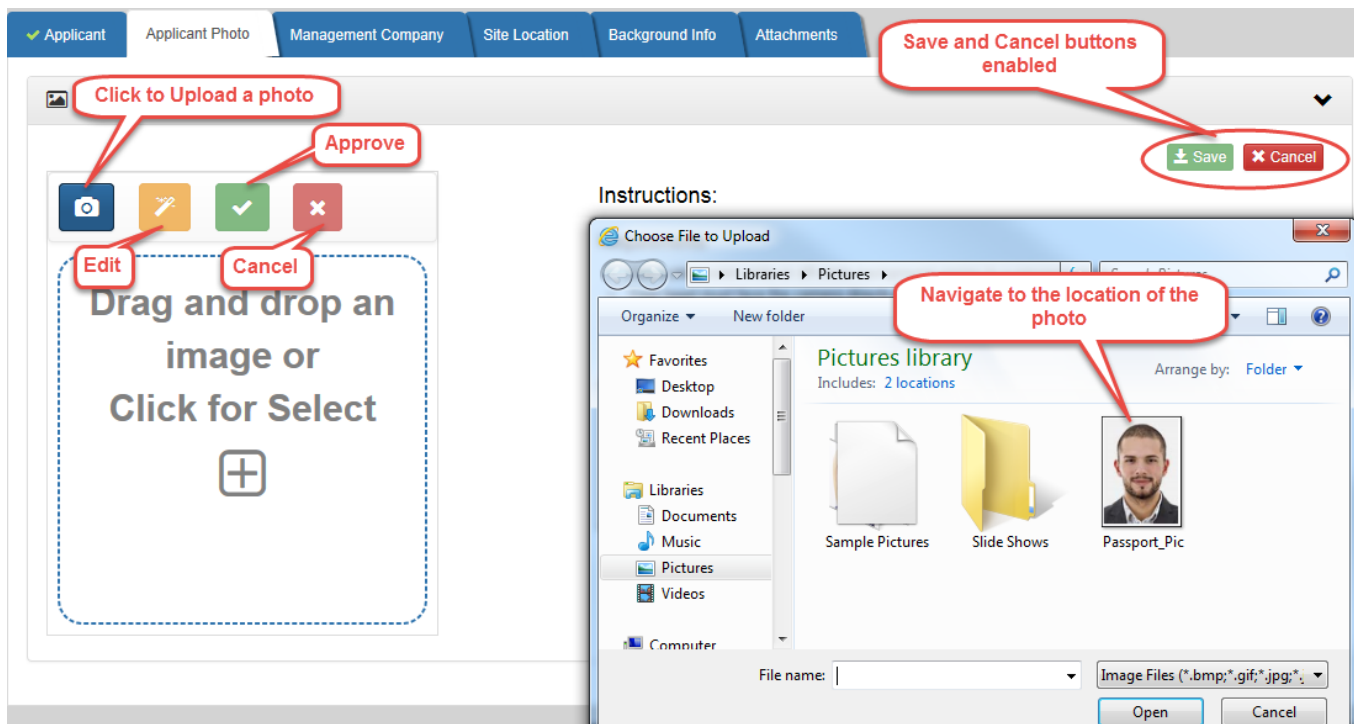 Applicant
Applicant Photo
Management Company
Site Location
Background Info
Attachments
Save and Cancel buttons
enabled
Click to Upload a photo
Approve
Save
Cancel
Instructions:
Edit
Cancel
Drag and drop an
image or
Click for Select
Choose File to Upload
Libraries
Pictures
Navigate to the location of the
photo
Organize
New folder
Favorites
Desktop
Downloads
Recent Places
Libraries
Documents
Music
Pictures
Videos
Computer
Pictures library
Includes: 2 locations
Arrange by: Folder
Sample Pictures
Slide Shows
Passport_Pic
File name:
Image Files (*.bmp;*.gif;*.jpg;*.
Open
Cancel